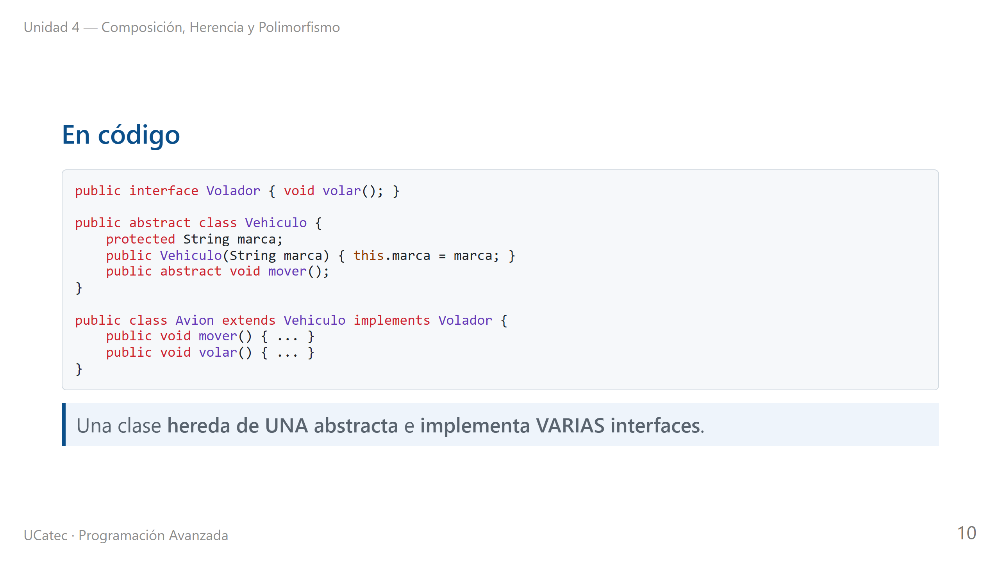 Unidad 4 — Composición, Herencia y Polimorfismo
En código
public interface Volador { void volar(); }
public abstract class Vehiculo {
    protected String marca;
    public Vehiculo(String marca) { this.marca = marca; }
    public abstract void mover();
}
public class Avion extends Vehiculo implements Volador {
    public void mover() { ... }
    public void volar() { ... }
}
Una clase hereda de UNA abstracta e implementa VARIAS interfaces.
UCatec · Programación Avanzada
10